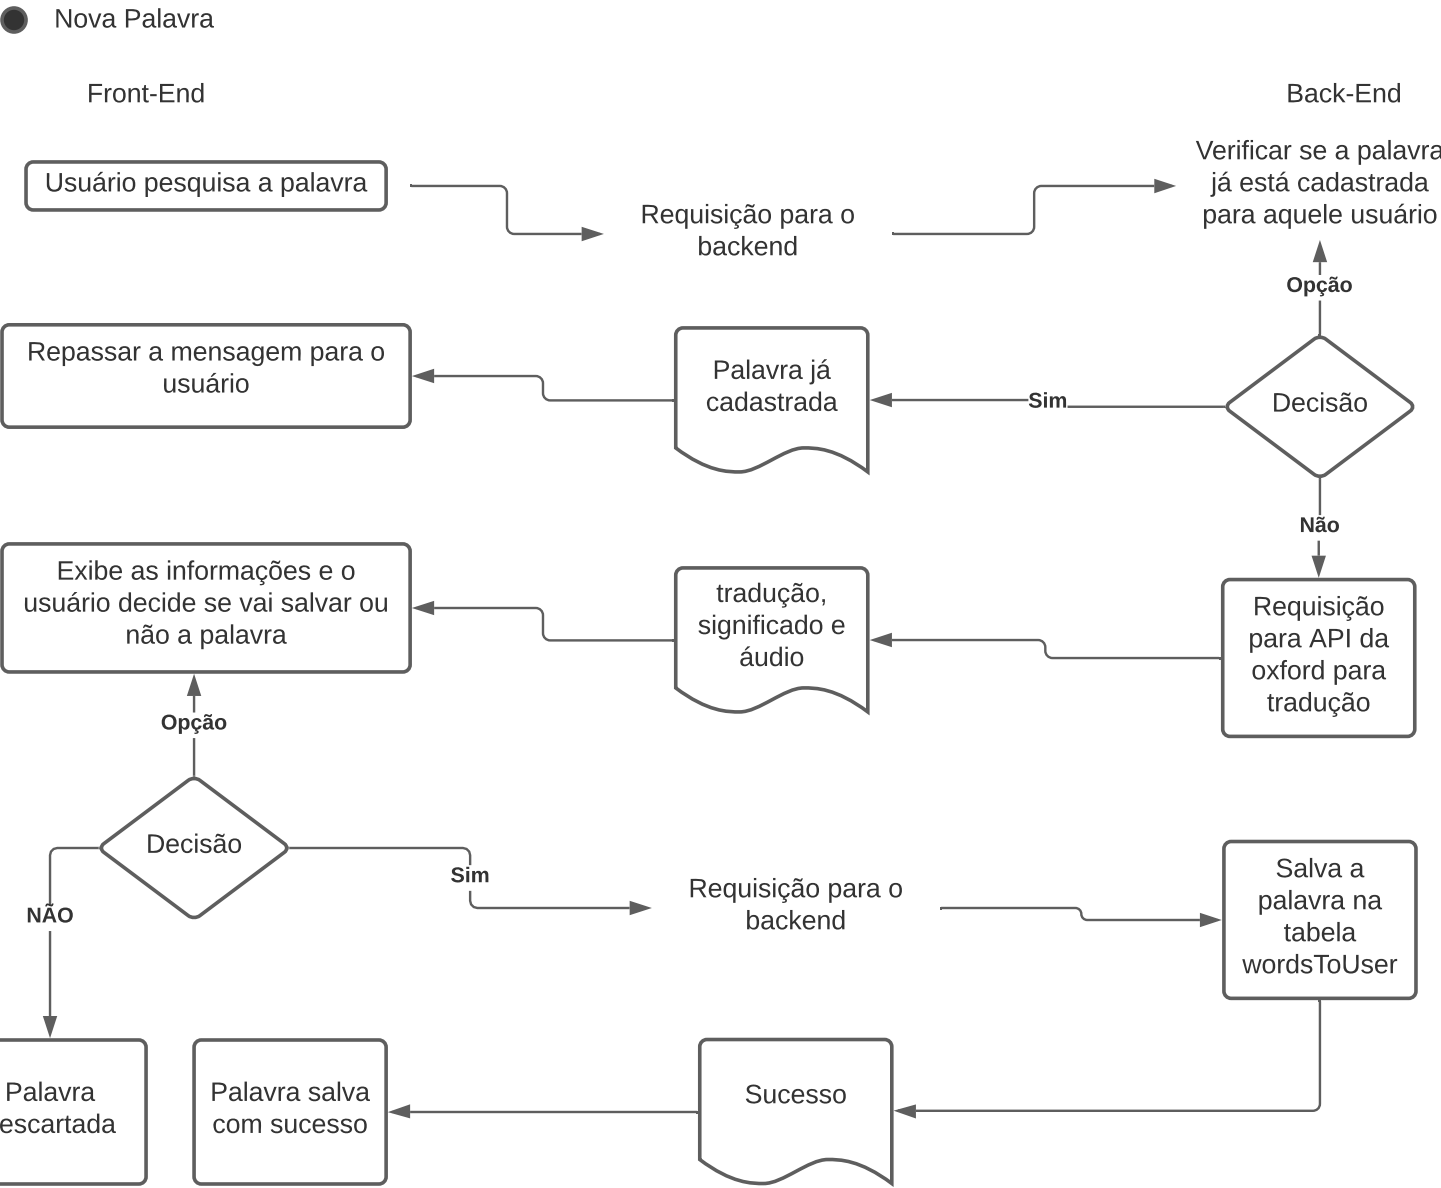 Nova Palavra
Front-End
Back-End
Usuário pesquisa a palavra
Requisição para o
backend
Verificar se a palavra
já está cadastrada
para aquele usuário
Opção
Decisão
Sim
Palavra já
cadastrada
Repassar a mensagem para o
usuário
Não
Requisição
para API da
oxford para
tradução
tradução,
significado e
áudio
Exibe as informações e o
usuário decide se vai salvar ou
não a palavra
Opção
Decisão
NÃO
Sim
Requisição para o
backend
Salva a
palavra na
tabela
wordsToUser
Palavra
escartada
Palavra salva
com sucesso
Sucesso